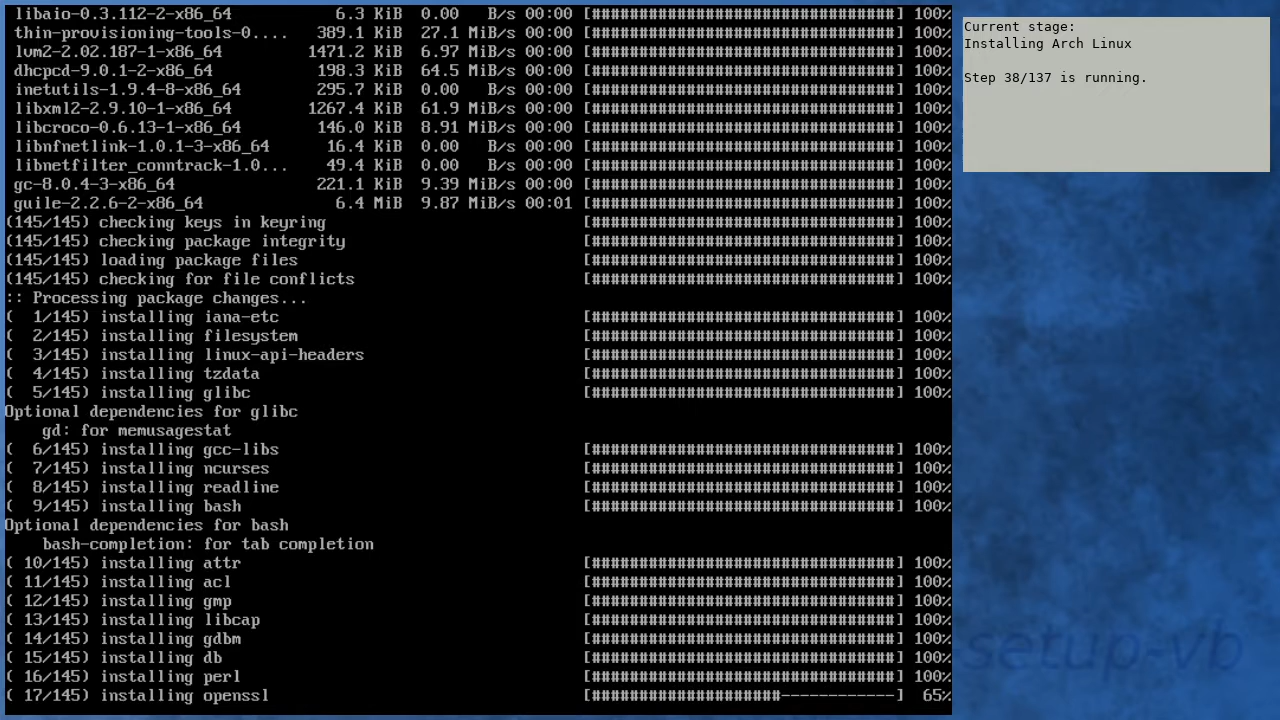 libaio-0.3.112-2-x86_64 6.3 KiB 0.00 B/s 00:00 [################################] 100%
thin-provisioning-tools-0.... 389.1 KiB 27.1 MiB/s 00:00 [################################] 100%
lvm2-2.02.187-1-x86_64 1471.2 KiB 6.97 MiB/s 00:00 [################################] 100%
dhcpcd-9.0.1-2-x86_64 198.3 KiB 64.5 MiB/s 00:00 [################################] 100%
inetutils-1.9.4-8-x86_64 295.7 KiB 0.00 B/s 00:00 [################################] 100%
libxml2-2.9.10-1-x86_64 1267.4 KiB 61.9 MiB/s 00:00 [################################] 100%
libcroco-0.6.13-1-x86_64 146.0 KiB 8.91 MiB/s 00:00 [################################] 100%
libnfnetlink-1.0.1-3-x86_64 16.4 KiB 0.00 B/s 00:00 [################################] 100%
libnetfilter_conntrack-1.0... 49.4 KiB 0.00 B/s 00:00 [################################] 100%
gc-8.0.4-3-x86_64 221.1 KiB 9.39 MiB/s 00:00 [################################] 100%
guile-2.2.6-2-x86_64 6.4 MiB 9.87 MiB/s 00:01 [################################] 100%
(145/145) checking keys in keyring [################################] 100%
(145/145) checking package integrity [################################] 100%
(145/145) loading package files [################################] 100%
(145/145) checking for file conflicts [################################] 100%
:: Processing package changes...
( 1/145) installing iana-etc [################################] 100%
( 2/145) installing filesystem [################################] 100%
( 3/145) installing linux-api-headers [################################] 100%
( 4/145) installing tzdata [################################] 100%
( 5/145) installing glibc [################################] 100%
Optional dependencies for glibc
gd: for memusagestat
( 6/145) installing gcc-libs [################################] 100%
( 7/145) installing ncurses [################################] 100%
( 8/145) installing readline [################################] 100%
( 9/145) installing bash [################################] 100%
Optional dependencies for bash
bash-completion: for tab completion
( 10/145) installing attr [################################] 100%
( 11/145) installing acl [################################] 100%
( 12/145) installing gmp [################################] 100%
( 13/145) installing libcap [################################] 100%
( 14/145) installing gdbm [################################] 100%
( 15/145) installing db [################################] 100%
( 16/145) installing perl [################################] 100%
( 17/145) installing openssl [####################------------] 65%
Current stage:
Installing Arch Linux
Step 38/137 is running.
setup-vb